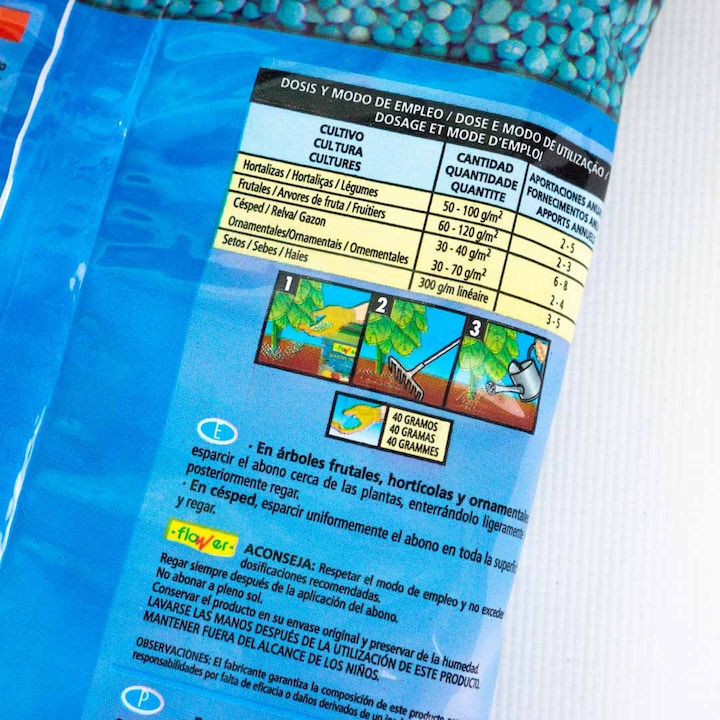 DOSIS Y MODO DE EMPLEO / DOSE E MODO DE UTILIZAÇÃO /
DOSAGE ET MODE D'EMPLOI
CULTIVO
CULTURA
CULTURES
CANTIDAD
QUANTIDADE
QUANTITE
APORTACIONES
FORNECIMENTOS
APPORTS ANNUELS
Hortalizas / Hortaliças / Légumes 50 - 100 g/m² 2 - 5
Frutales / Arvores de fruta / Fruitiers 60 - 120 g/m² 2 - 3
Césped / Relva/ Gazon 30 - 40 g/m² 6 - 8
Ornamentales/Ornamentais / Ornementales 30 - 70 g/m² 2 - 4
Setos / Sebes / Haies 300 g/m linéaire 3 - 5
1 2 3
flower
40 GRAMOS
40 GRAMAS
40 GRAMMES
E
· En árboles frutales, hortícolas y ornamentales
esparcir el abono cerca de las plantas, enterrándolo ligeramente
posteriormente regar.
· En césped, esparcir uniformemente el abono en toda la
y regar.
·flower· ACONSEJA: Respetar el modo de empleo y no exceder
dosificaciones recomendadas.
Regar siempre después de la aplicación del abono.
No abonar a pleno sol.
Conservar el producto en su envase original y preservar de la humedad.
LAVARSE LAS MANOS DESPUÉS DE LA UTILIZACIÓN DE ESTE PRODUCTO.
MANTENER FUERA DEL ALCANCE DE LOS NIÑOS.
OBSERVACIONES: El fabricante garantiza la composición de este producto
responsabilidades por falta de eficacia o daños derivados de un
P